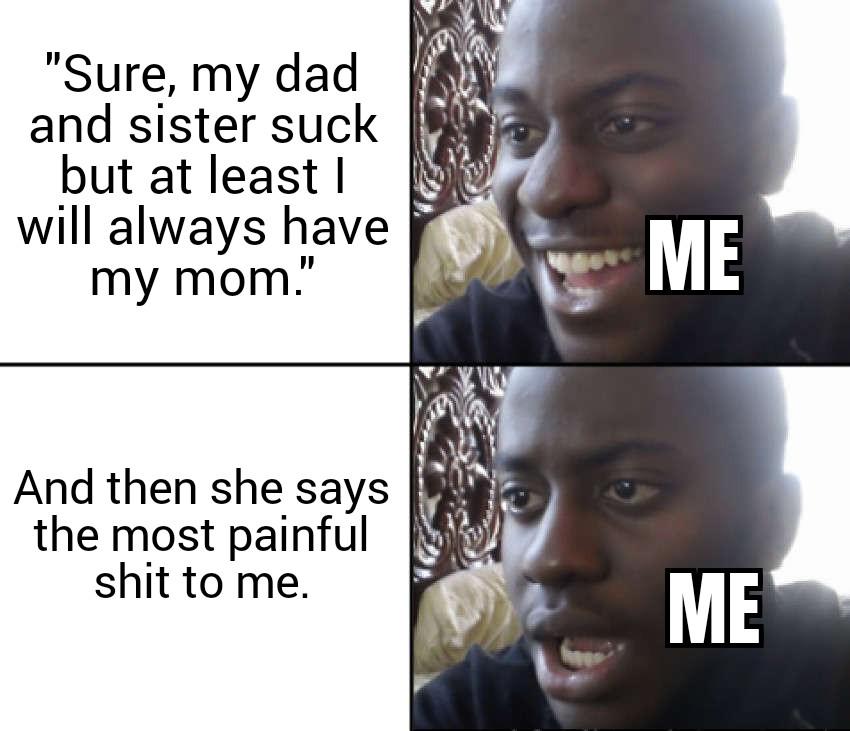 "Sure, my dad
and sister suck
but at least I
will always have
my mom."
ME
And then she says
the most painful
shit to me.
ME